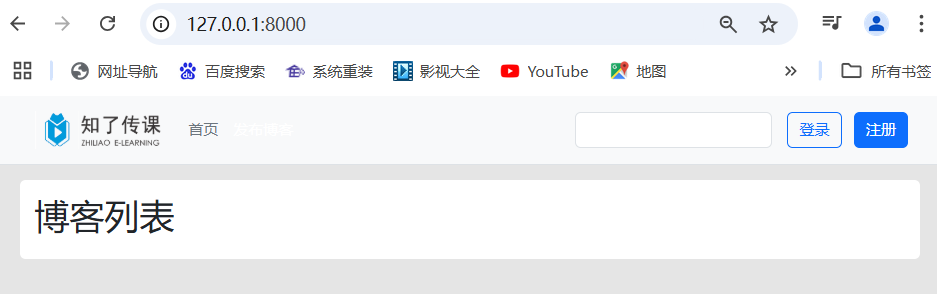 127.0.0.1:8000
网址导航 百度搜索 系统重装 影视大全 YouTube 地图 所有书签
知了传课 ZHILIAO E-LEARNING 首页 发布博客 登录 注册
博客列表